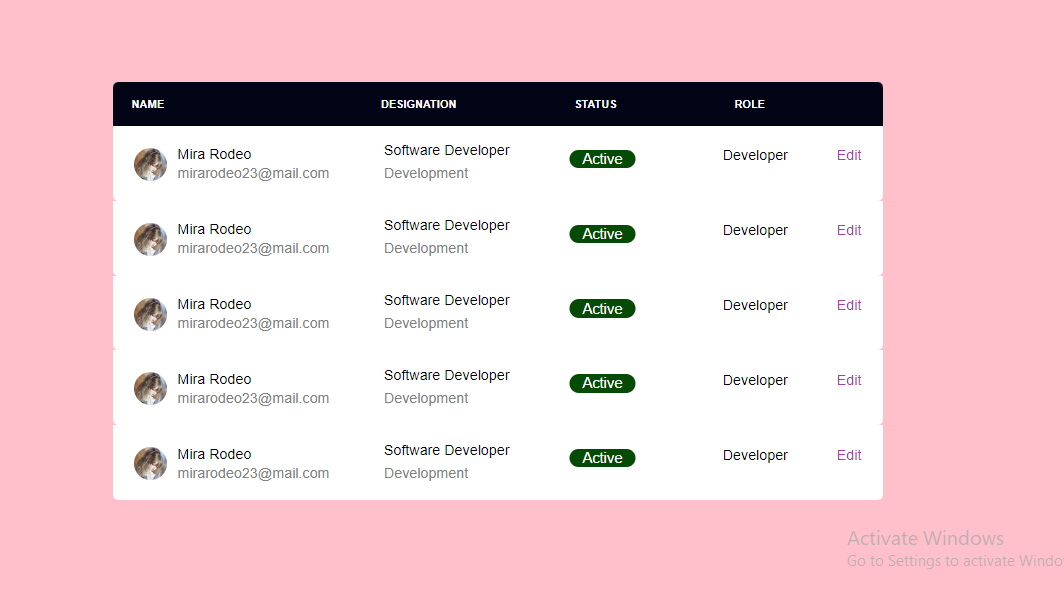 NAME DESIGNATION STATUS ROLE
Mira Rodeo Software Developer Active Developer Edit
mirarodeo23@mail.com Development
Mira Rodeo Software Developer Active Developer Edit
mirarodeo23@mail.com Development
Mira Rodeo Software Developer Active Developer Edit
mirarodeo23@mail.com Development
Mira Rodeo Software Developer Active Developer Edit
mirarodeo23@mail.com Development
Mira Rodeo Software Developer Active Developer Edit
mirarodeo23@mail.com Development
Activate Windows
Go to Settings to activate Windo